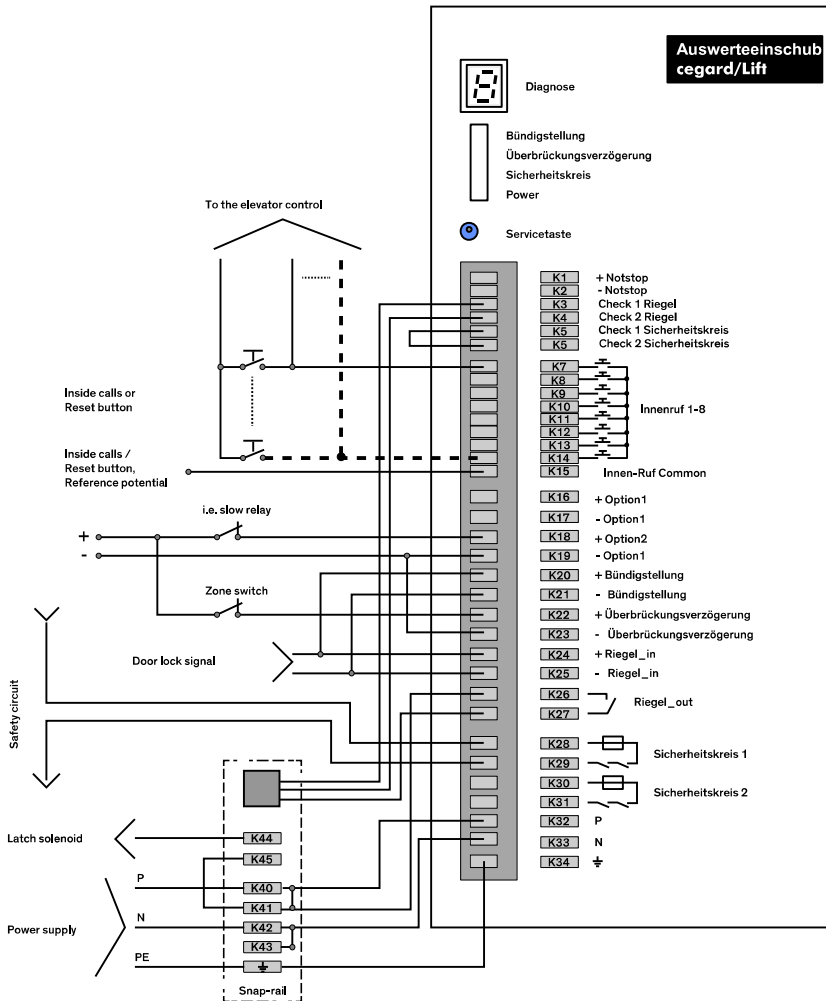 Auswerteeinschub
cegard/Lift
Diagnose
Bündigstellung
Überbrückungsverzögerung
Sicherheitskreis
Power
To the elevator control
Servicetaste
K1 + Notstop
K2 - Notstop
K3 Check 1 Riegel
K4 Check 2 Riegel
K5 Check 1 Sicherheitskreis
K5 Check 2 Sicherheitskreis
K7
K8
K9
K10
K11
K12
K13
K14
Innenruf 1-8
K15 Innen-Ruf Common
Inside calls or
Reset button
Inside calls /
Reset button,
Reference potential
K16 + Option1
K17 - Option1
K18 + Option2
K19 - Option1
K20 + Bündigstellung
K21 - Bündigstellung
K22 + Überbrückungsverzögerung
K23 - Überbrückungsverzögerung
K24 + Riegel_in
K25 - Riegel_in
K26
K27
Riegel_out
K28
K29
Sicherheitskreis 1
K30
K31
Sicherheitskreis 2
K32 P
K33 N
K34
i.e. slow relay
+
-
Zone switch
Door lock signal
Safety circuit
Latch solenoid
K44
K45
P
K40
K41
Power supply
N
K42
K43
PE
Snap-rail